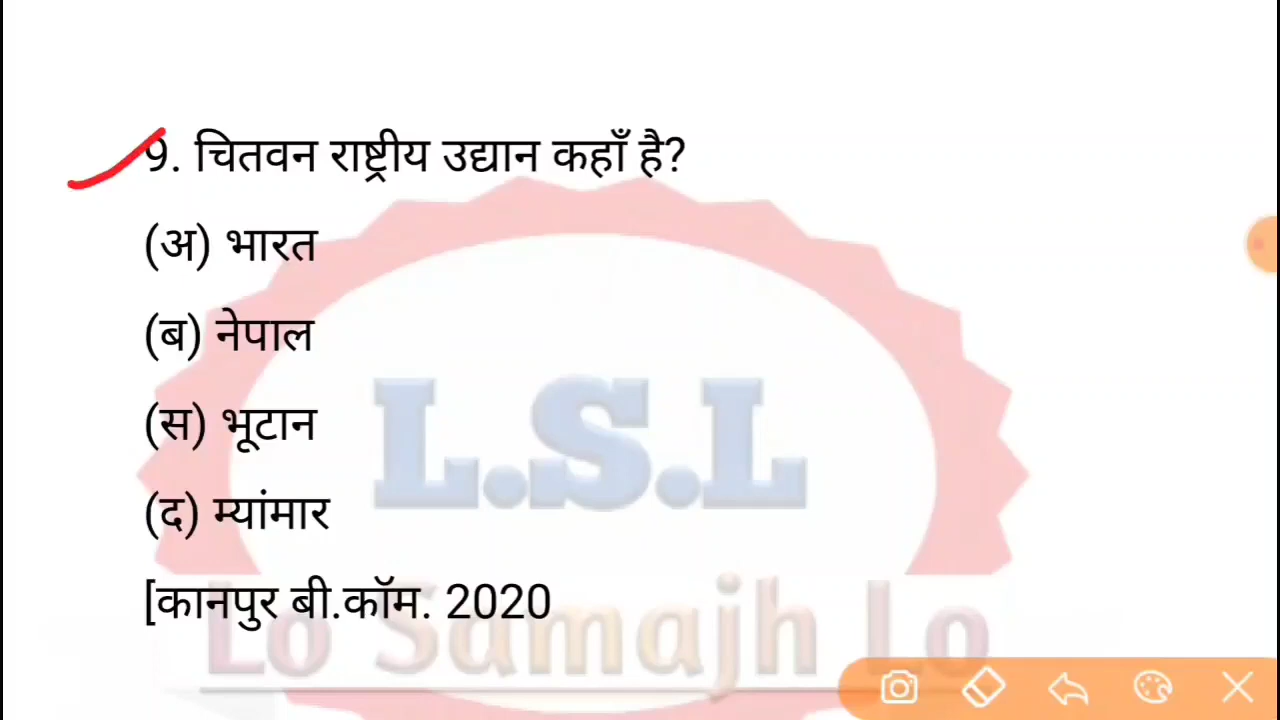 9. चितवन राष्ट्रीय उद्यान कहाँ है?
(अ) भारत
(ब) नेपाल
(स) भूटान
(द) म्यांमार
[कानपुर बी.कॉम. 2020
L.S.L
Lo Samajh Lo